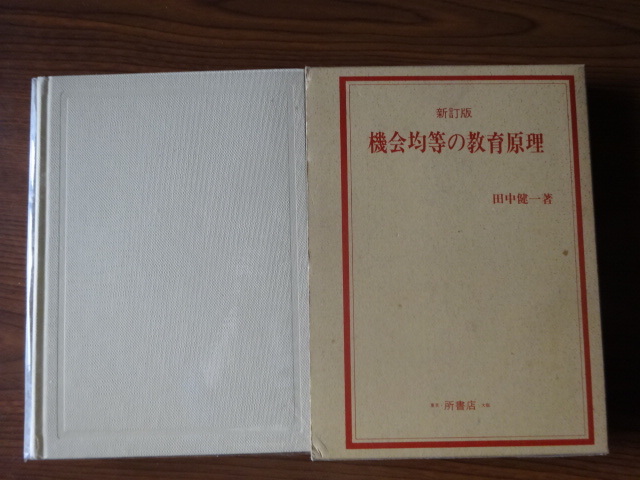 新訂版
機会均等の教育原理
田中健一著
所書店